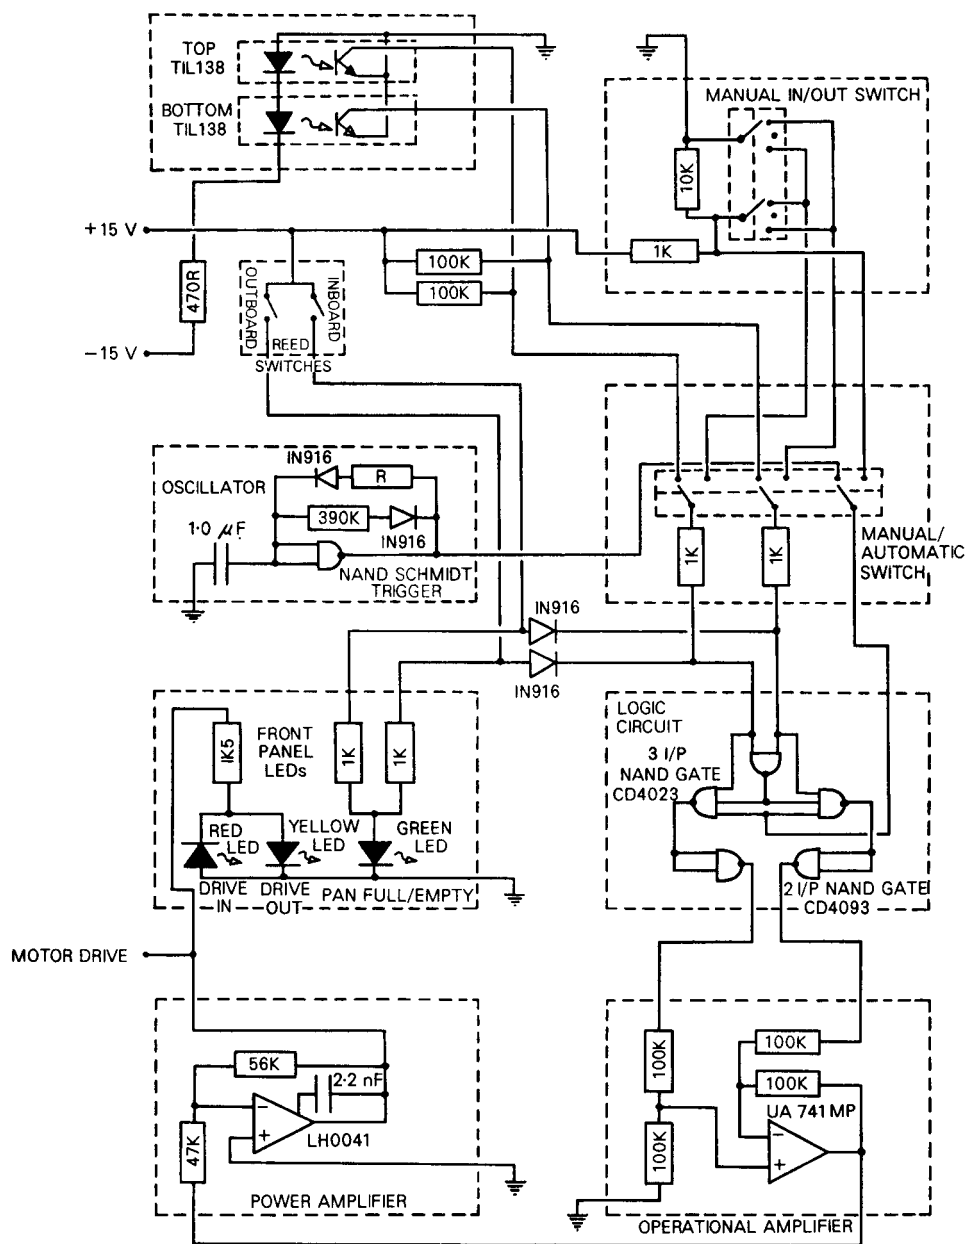 TOP
TIL138
BOTTOM
TIL138
MANUAL IN/OUT SWITCH
10K
+15 V
1K
100K
100K
470R
OUTBOARD
INBOARD
REED
SWITCHES
−15 V
IN916
OSCILLATOR
R
390K
1·0 μF
IN916
NAND SCHMIDT
TRIGGER
1K
1K
MANUAL/
AUTOMATIC
SWITCH
IN916
IN916
LOGIC
CIRCUIT
1K5
FRONT
PANEL
LEDs
1K
1K
3 I/P
NAND GATE
CD4023
RED
LED
YELLOW
LED
GREEN
LED
DRIVE
IN
DRIVE
OUT
PAN FULL/EMPTY
2 I/P NAND GATE
CD4093
MOTOR DRIVE
56K
2·2 nF
−
+
LH0041
47K
POWER AMPLIFIER
100K
100K
100K
UA 741 MP
100K
−
+
OPERATIONAL AMPLIFIER